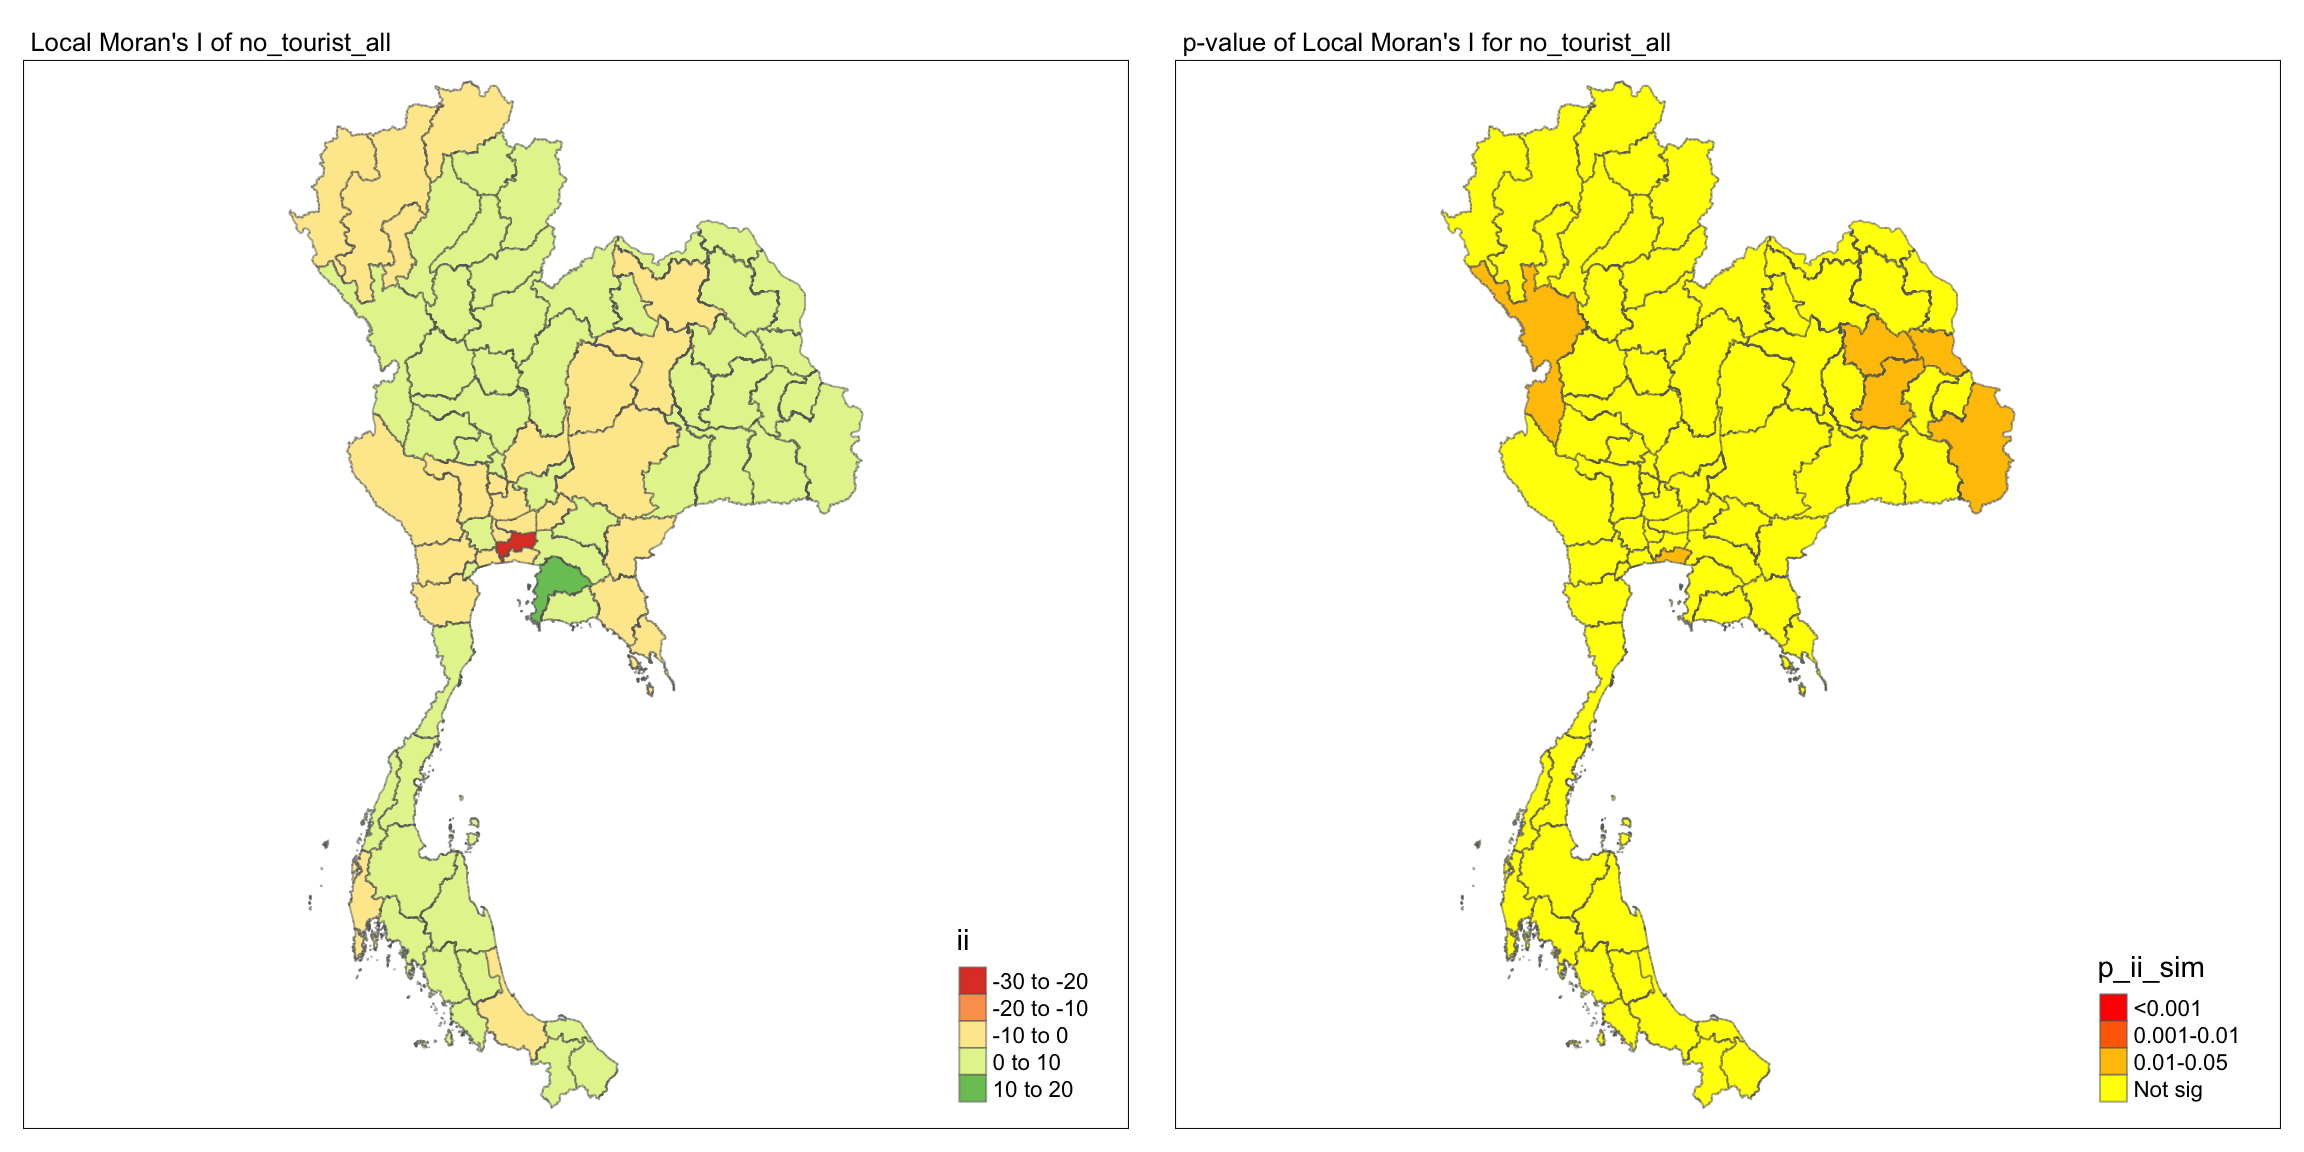 Local Moran's I of no_tourist_all
ii
-30 to -20
-20 to -10
-10 to 0
0 to 10
10 to 20
p-value of Local Moran's I for no_tourist_all
p_ii_sim
<0.001
0.001-0.01
0.01-0.05
Not sig